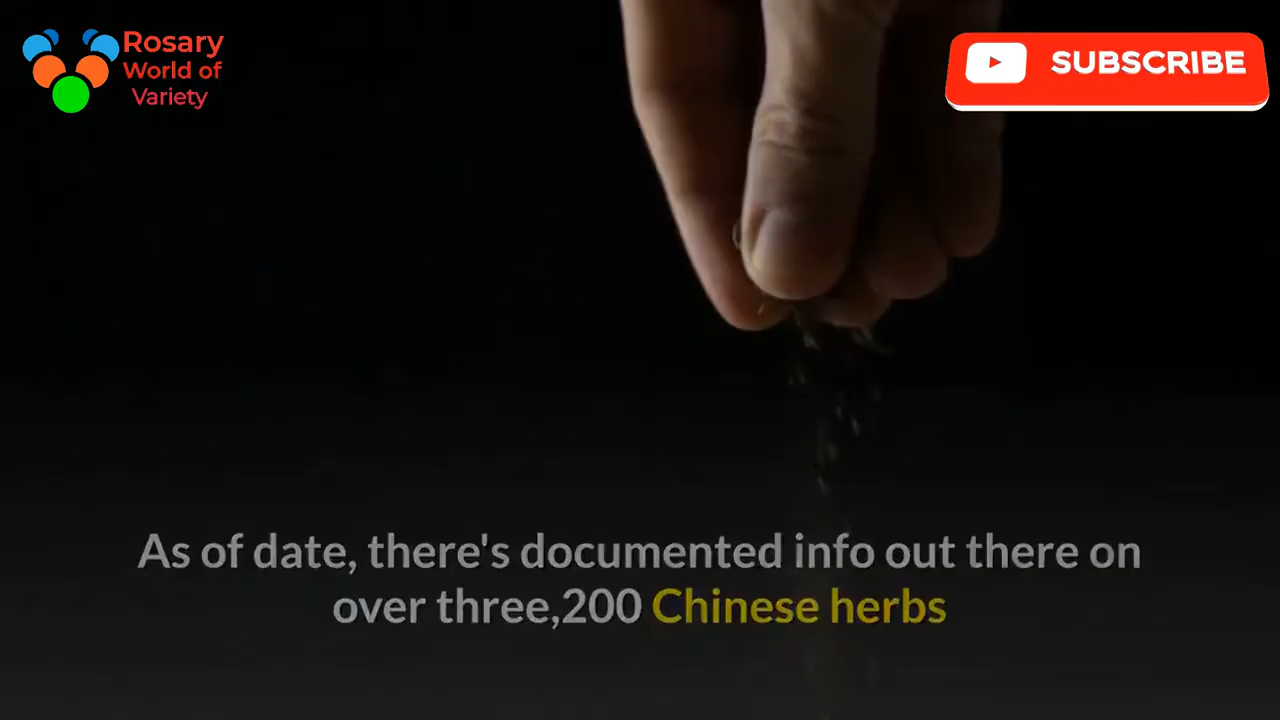 Rosary
World of
Variety
SUBSCRIBE
As of date, there's documented info out there on
over three,200 Chinese herbs